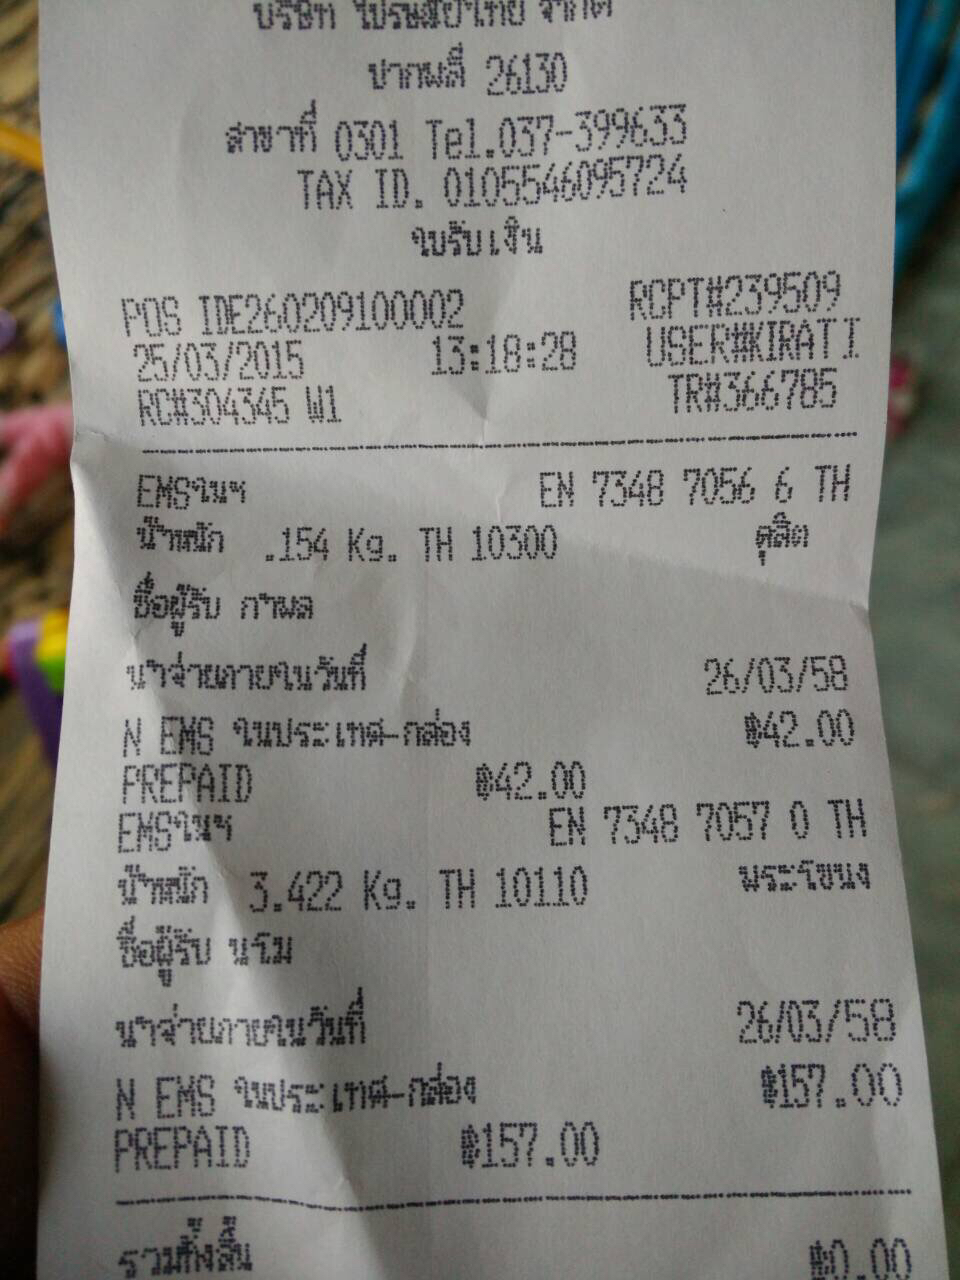 บริษัท ไปรษณีย์ไทย จำกัด
ปากพลี 26130
สาขาที่ 0301 Tel.037-399633
TAX ID. 0105546095724
ใบรับเงิน
POS IDE260209100002 RCPT#239509
25/03/2015 13:18:28 USER#KIRATI
RC#304345 W1 TR#366785
EMSในฯ EN 7348 7056 6 TH
น้ำหนัก .154 Kg. TH 10300 ดุสิต
ชื่อผู้รับ กำพล
นำจ่ายภายในวันที่ 26/03/58
N EMS ในประเทศ-กล่อง ฿42.00
PREPAID ฿42.00
EMSในฯ EN 7348 7057 0 TH
น้ำหนัก 3.422 Kg. TH 10110 พระโขนง
ชื่อผู้รับ นโม
นำจ่ายภายในวันที่ 26/03/58
N EMS ในประเทศ-กล่อง ฿157.00
PREPAID ฿157.00
รวมทั้งสิ้น ฿0.00